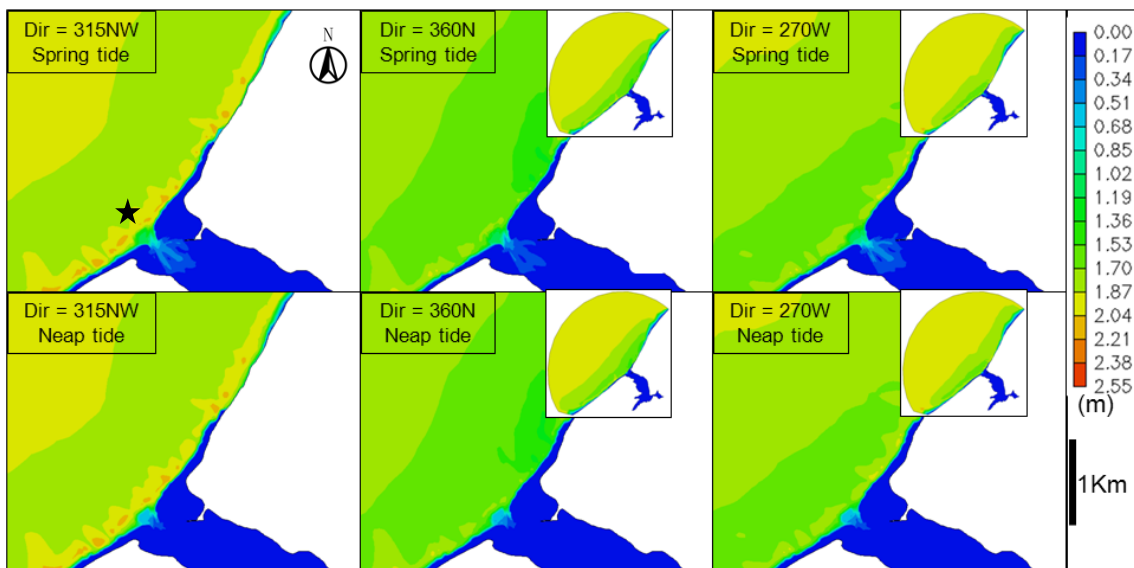 Dir = 315NW
Spring tide
N
Dir = 360N
Spring tide
Dir = 270W
Spring tide
0.00
0.17
0.34
0.51
0.68
0.85
1.02
1.19
1.36
1.53
1.70
1.87
2.04
2.21
2.38
2.55
(m)
Dir = 315NW
Neap tide
Dir = 360N
Neap tide
Dir = 270W
Neap tide
1Km